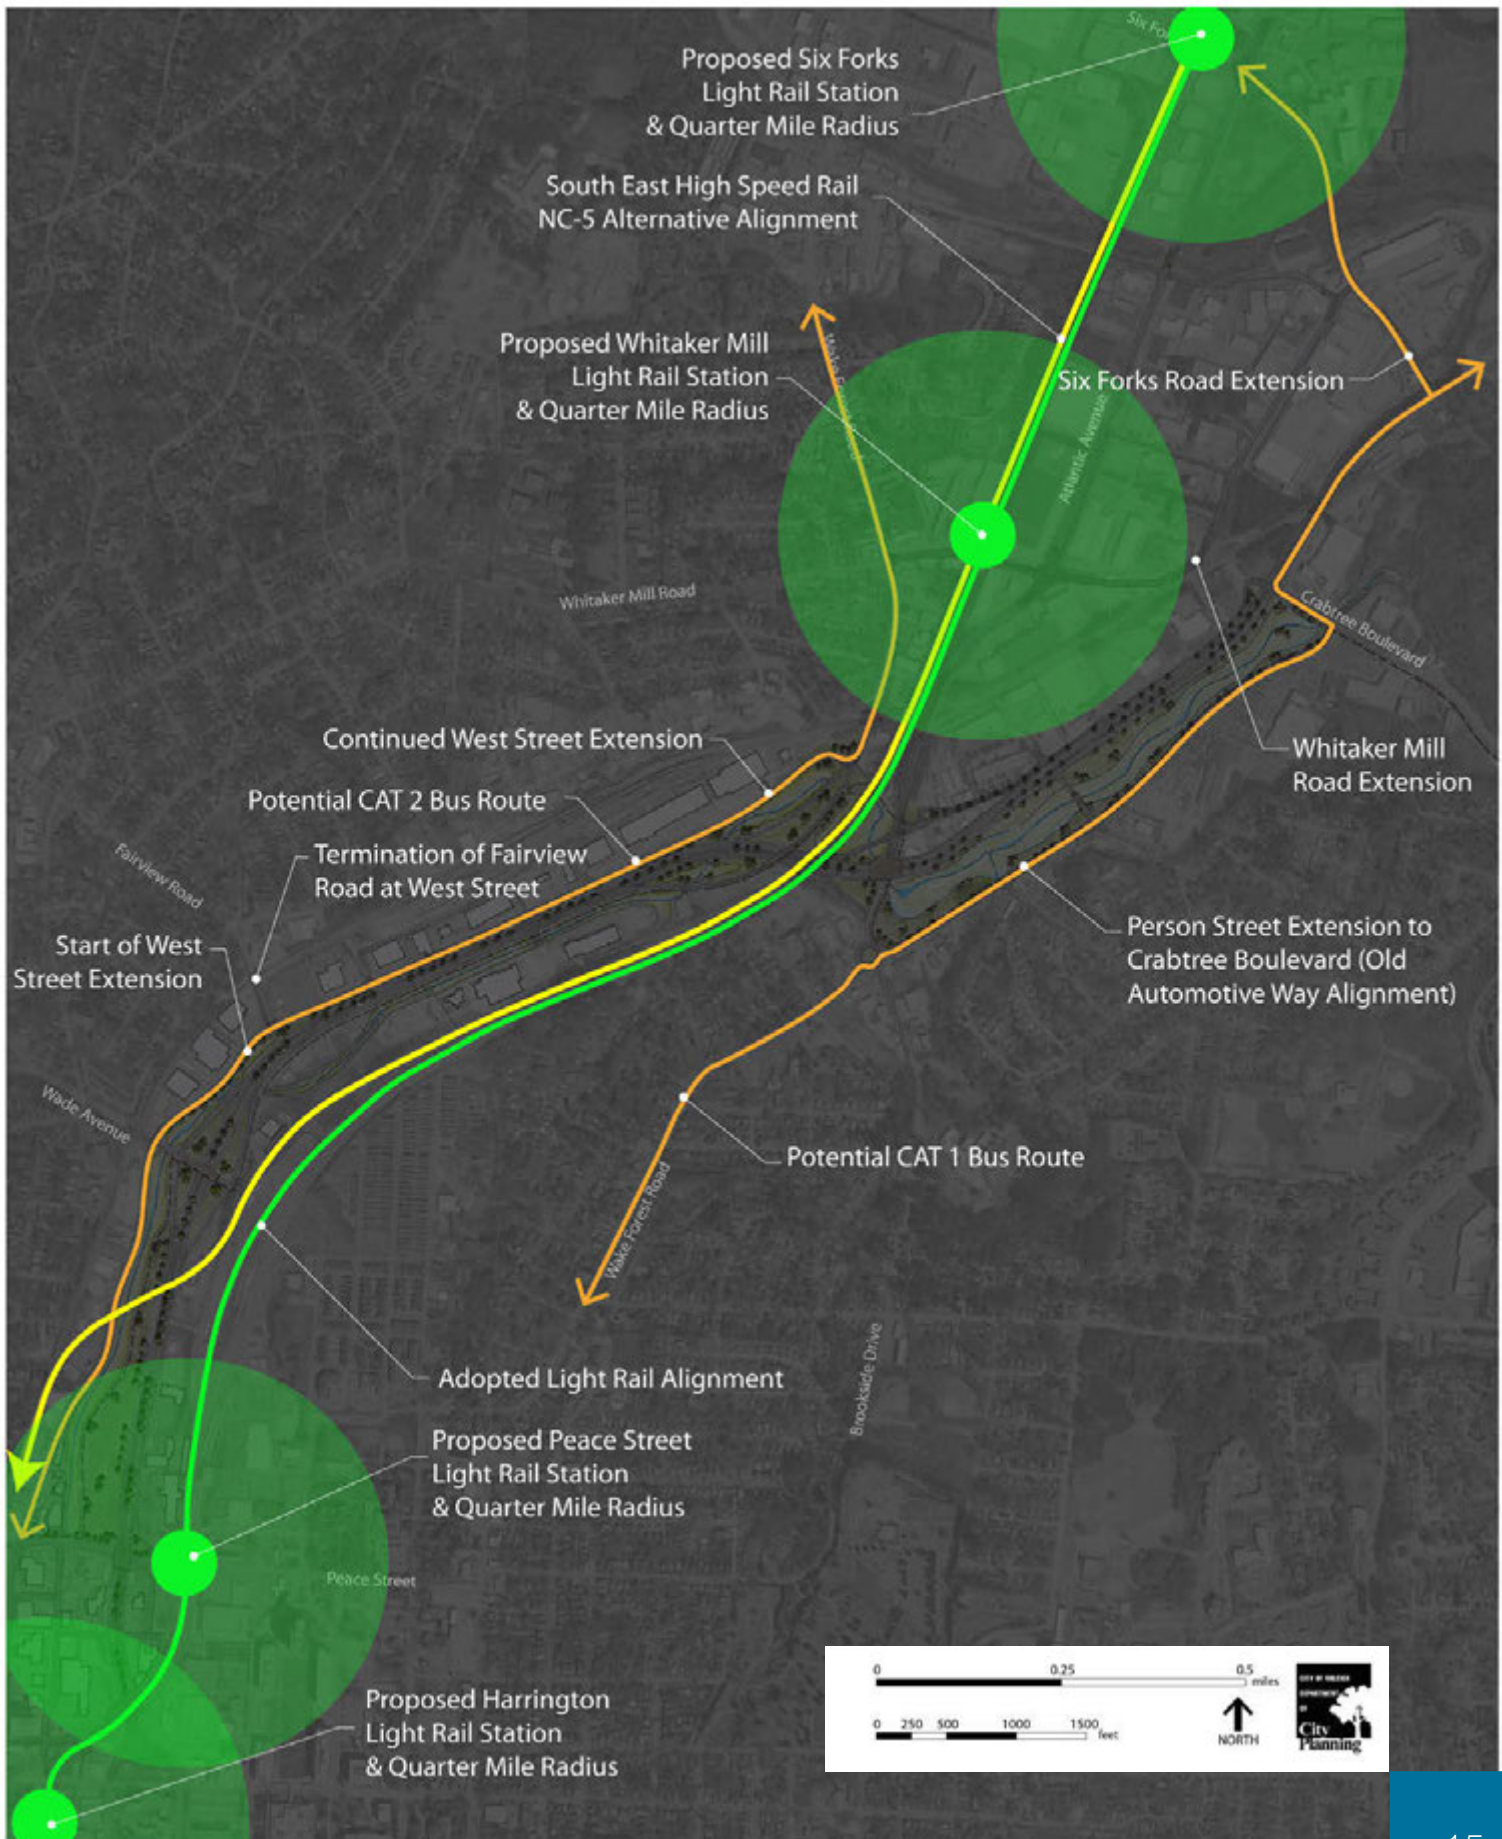 Six
Proposed Six Forks
Light Rail Station
& Quarter Mile Radius
South East High Speed Rail
NC-5 Alternative Alignment
Proposed Whitaker Mill
Light Rail Station
& Quarter Mile Radius
Six Forks Road Extension
Atlantic Avenue
Whitaker Mill Road
Crabtree Boulevard
Continued West Street Extension
Whitaker Mill
Road Extension
Potential CAT 2 Bus Route
Termination of Fairview
Road at West Street
Fairview Road
Start of West
Street Extension
Person Street Extension to
Crabtree Boulevard (Old
Automotive Way Alignment)
Wade Avenue
Potential CAT 1 Bus Route
Wake Forest Road
Brookside Drive
Adopted Light Rail Alignment
Proposed Peace Street
Light Rail Station
& Quarter Mile Radius
Peace Street
Proposed Harrington
Light Rail Station
& Quarter Mile Radius
0 0.25 0.5
miles
0 250 500 1000 1500
feet
NORTH
City
Planning